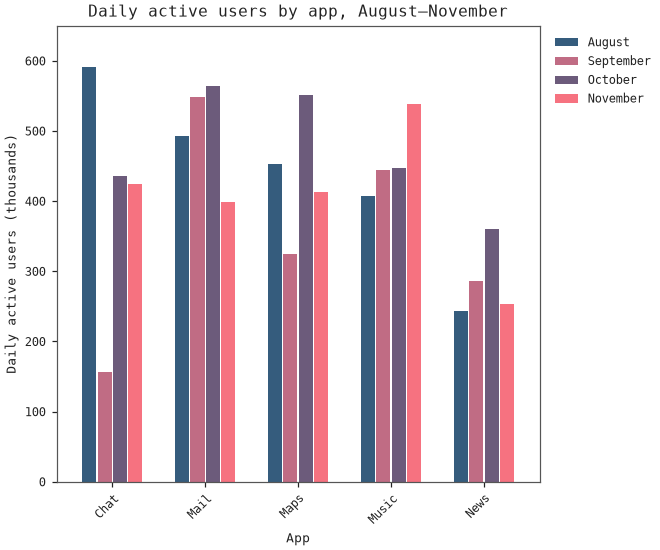 Daily active users by app, August–November
Daily active users (thousands)
600
500
400
300
200
100
0
Chat
Mail
Maps
Music
News
App
August
September
October
November